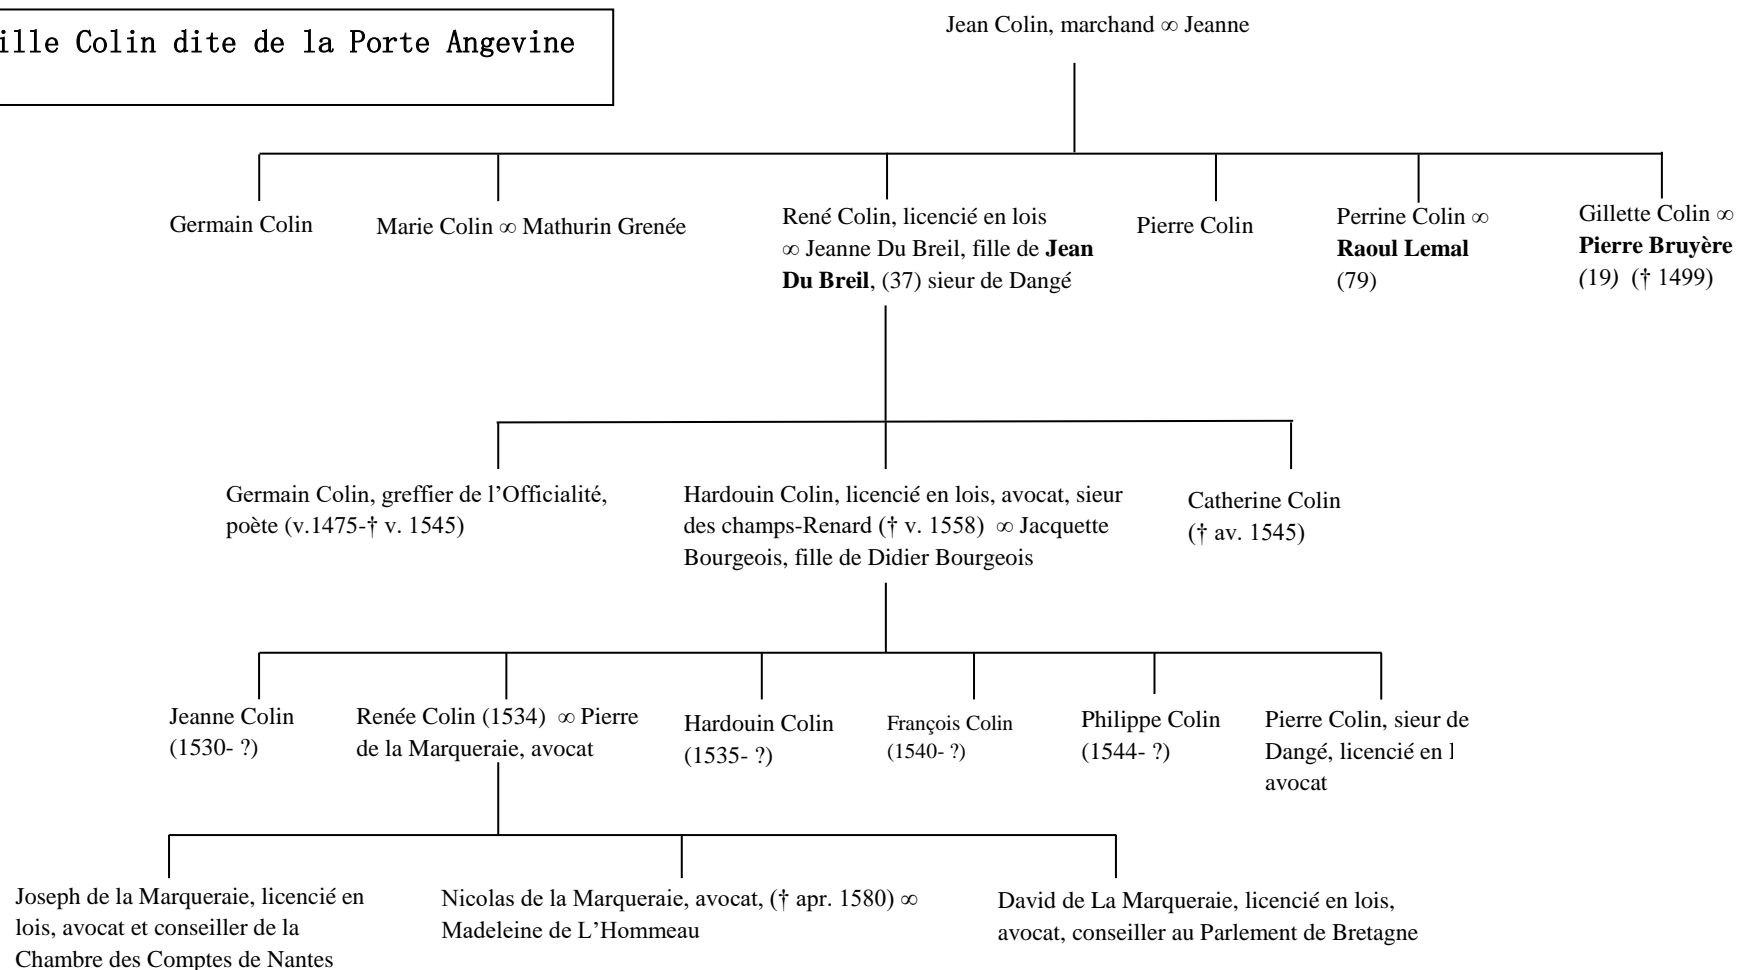 ille Colin dite de la Porte Angevine
Jean Colin, marchand ∞ Jeanne
Germain Colin
Marie Colin ∞ Mathurin Grenée
René Colin, licencié en lois
∞ Jeanne Du Breil, fille de Jean
Du Breil, (37) sieur de Dangé
Pierre Colin
Perrine Colin ∞
Raoul Lemal
(79)
Gillette Colin ∞
Pierre Bruyère
(19) († 1499)
Germain Colin, greffier de l’Officialité,
poète (v.1475-† v. 1545)
Hardouin Colin, licencié en lois, avocat, sieur
des champs-Renard († v. 1558) ∞ Jacquette
Bourgeois, fille de Didier Bourgeois
Catherine Colin
(† av. 1545)
Jeanne Colin
(1530- ?)
Renée Colin (1534) ∞ Pierre
de la Marqueraie, avocat
Hardouin Colin
(1535- ?)
François Colin
(1540- ?)
Philippe Colin
(1544- ?)
Pierre Colin, sieur de
Dangé, licencié en l
avocat
Joseph de la Marqueraie, licencié en
lois, avocat et conseiller de la
Chambre des Comptes de Nantes
Nicolas de la Marqueraie, avocat, († apr. 1580) ∞
Madeleine de L’Hommeau
David de La Marqueraie, licencié en lois,
avocat, conseiller au Parlement de Bretagne